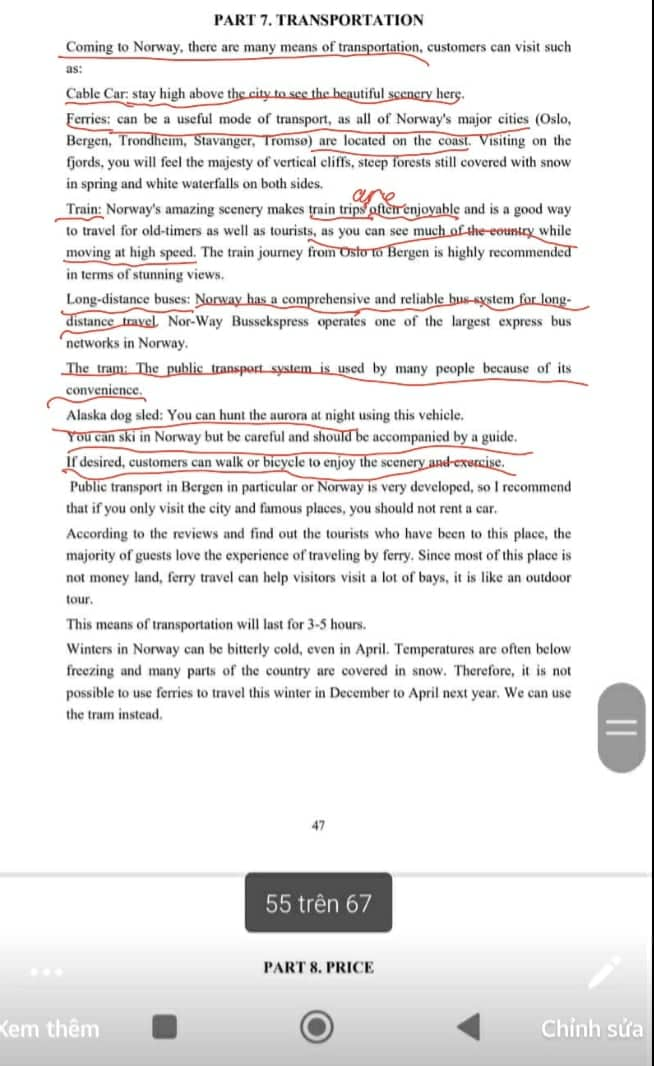 PART 7. TRANSPORTATION
Coming to Norway, there are many means of transportation, customers can visit such
as:
Cable Car: stay high above the city to see the beautiful scenery here.
Ferries: can be a useful mode of transport, as all of Norway's major cities (Oslo,
Bergen, Trondheim, Stavanger, Tromsø) are located on the coast. Visiting on the
fjords, you will feel the majesty of vertical cliffs, steep forests still covered with snow
in spring and white waterfalls on both sides.
are
Train: Norway's amazing scenery makes train trips often enjoyable and is a good way
to travel for old-timers as well as tourists, as you can see much of the country while
moving at high speed. The train journey from Oslo to Bergen is highly recommended
in terms of stunning views.
Long-distance buses: Norway has a comprehensive and reliable bus system for long-
distance travel. Nor-Way Bussekspress operates one of the largest express bus
networks in Norway.
The tram: The public transport system is used by many people because of its
convenience.
Alaska dog sled: You can hunt the aurora at night using this vehicle.
You can ski in Norway but be careful and should be accompanied by a guide.
If desired, customers can walk or bicycle to enjoy the scenery and exercise.
Public transport in Bergen in particular or Norway is very developed, so I recommend
that if you only visit the city and famous places, you should not rent a car.
According to the reviews and find out the tourists who have been to this place, the
majority of guests love the experience of traveling by ferry. Since most of this place is
not money land, ferry travel can help visitors visit a lot of bays, it is like an outdoor
tour.
This means of transportation will last for 3-5 hours.
Winters in Norway can be bitterly cold, even in April. Temperatures are often below
freezing and many parts of the country are covered in snow. Therefore, it is not
possible to use ferries to travel this winter in December to April next year. We can use
the tram instead.
47
55 trên 67
PART 8. PRICE
Xem thêm
Chỉnh sửa